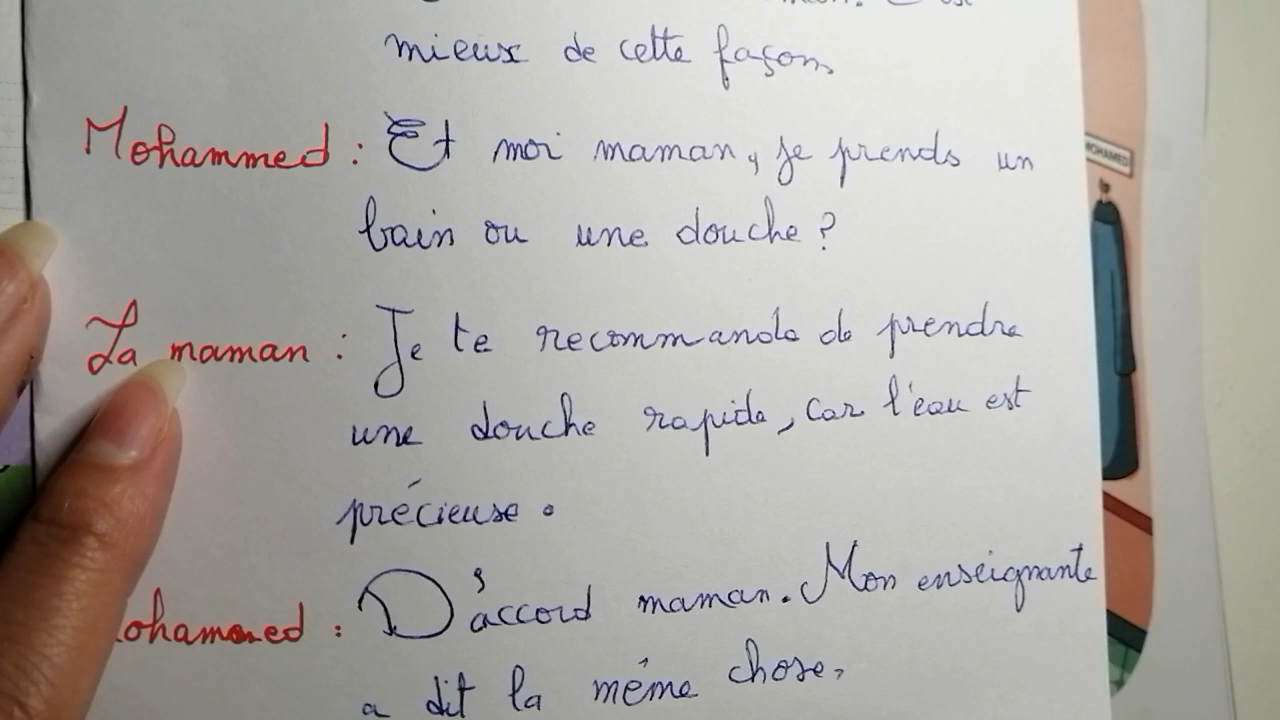 mieux de cette façon
Mohammed : Et moi maman, je prends un
bain ou une douche ?
La maman : Je te recommande de prendre
une douche rapide, car l'eau est
précieuse.
ohammed : D'accord maman. Mon enseignante
a dit la même chose.
MOHAMED